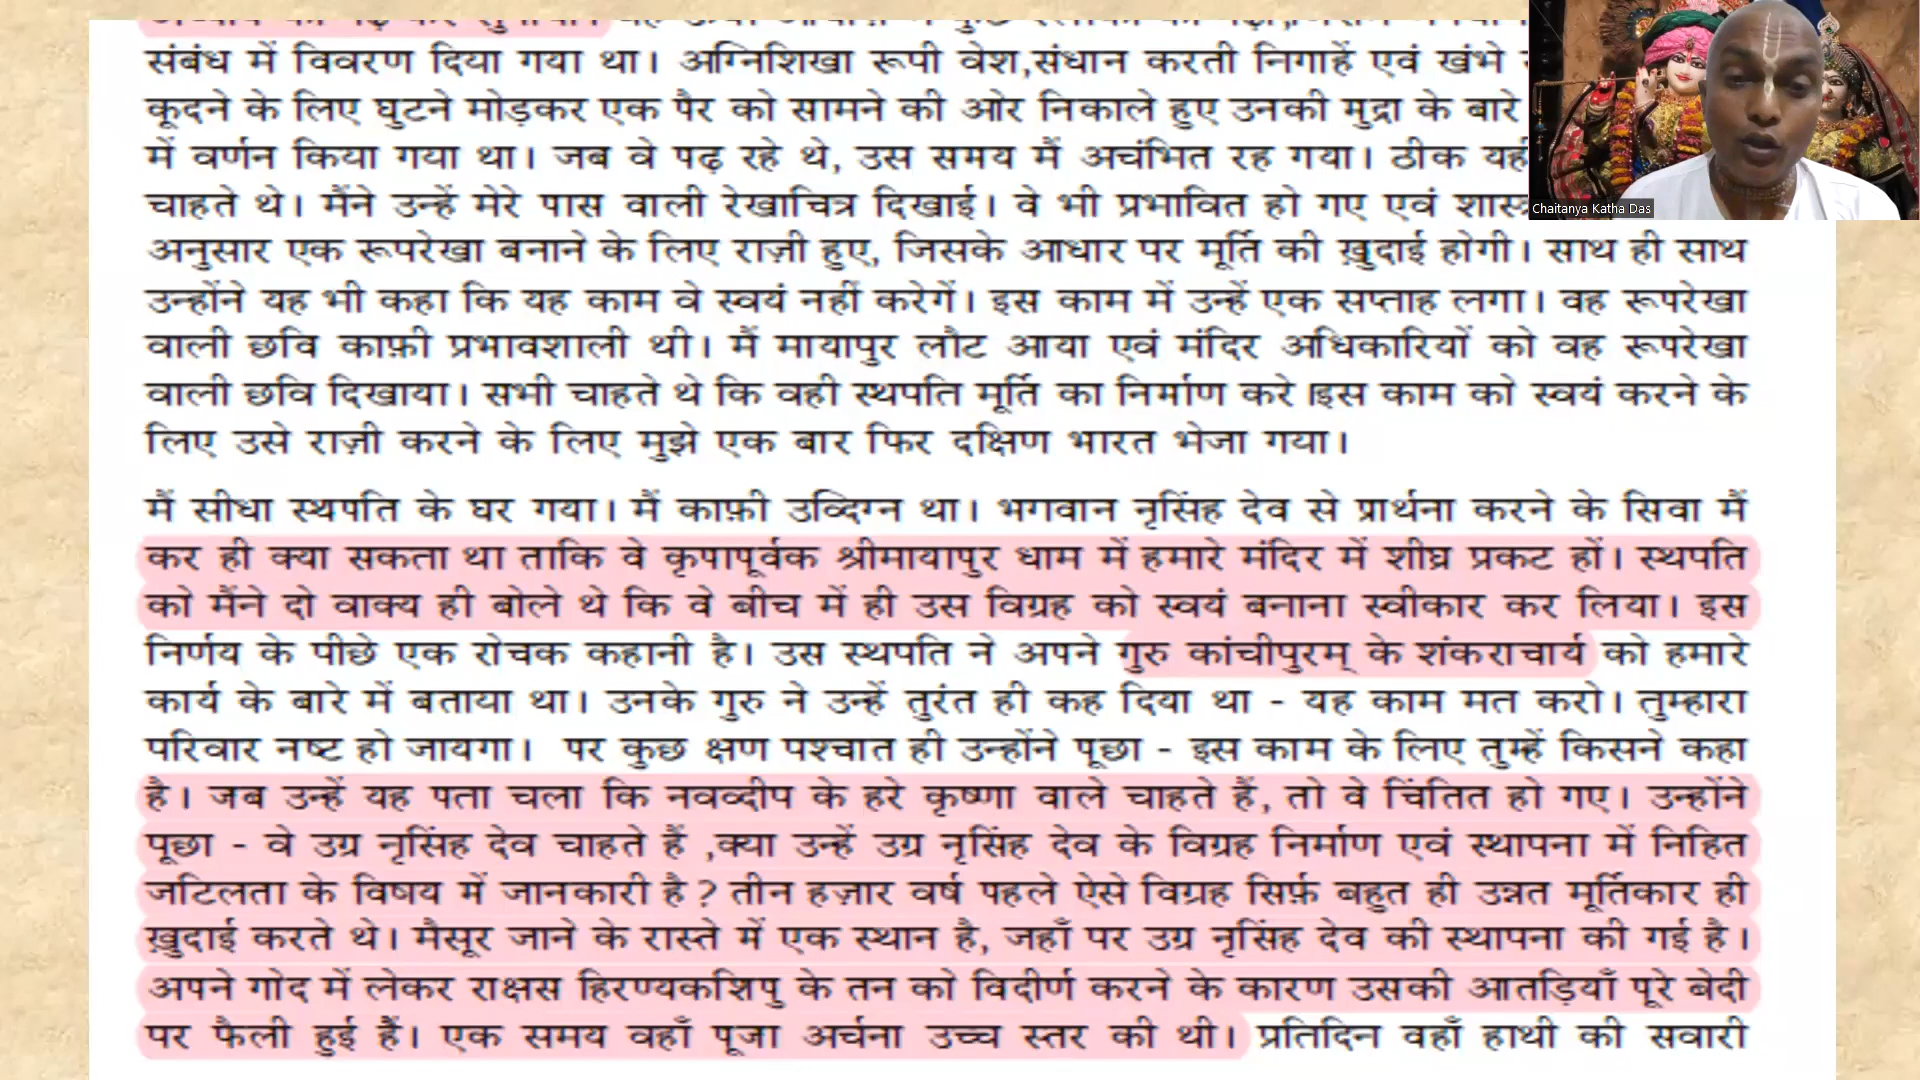 संबंध में विवरण दिया गया था। अग्निशिखा रूपी वेश,संधान करती निगाहें एवं खंभे
कूदने के लिए घुटने मोड़कर एक पैर को सामने की ओर निकाले हुए उनकी मुद्रा के बारे
में वर्णन किया गया था। जब वे पढ़ रहे थे, उस समय मैं अचंभित रह गया। ठीक यही
चाहते थे। मैंने उन्हें मेरे पास वाली रेखाचित्र दिखाई। वे भी प्रभावित हो गए एवं
Chaitanya Katha Das
अनुसार एक रूपरेखा बनाने के लिए राज़ी हुए, जिसके आधार पर मूर्ति की ख़ुदाई होगी। साथ ही साथ
उन्होंने यह भी कहा कि यह काम वे स्वयं नहीं करेगें। इस काम में उन्हें एक सप्ताह लगा। वह रूपरेखा
वाली छवि काफ़ी प्रभावशाली थी। मैं मायापुर लौट आया एवं मंदिर अधिकारियों को वह रूपरेखा
वाली छवि दिखाया। सभी चाहते थे कि वही स्थपति मूर्ति का निर्माण करे।इस काम को स्वयं करने के
लिए उसे राज़ी करने के लिए मुझे एक बार फिर दक्षिण भारत भेजा गया।
मैं सीधा स्थपति के घर गया। मैं काफ़ी उव्दिग्न था। भगवान नृसिंह देव से प्रार्थना करने के सिवा मैं
कर ही क्या सकता था ताकि वे कृपापूर्वक श्रीमायापुर धाम में हमारे मंदिर में शीघ्र प्रकट हों। स्थपति
को मैंने दो वाक्य ही बोले थे कि वे बीच में ही उस विग्रह को स्वयं बनाना स्वीकार कर लिया। इस
निर्णय के पीछे एक रोचक कहानी है। उस स्थपति ने अपने गुरु कांचीपुरम् के शंकराचार्य को हमारे
कार्य के बारे में बताया था। उनके गुरु ने उन्हें तुरंत ही कह दिया था - यह काम मत करो। तुम्हारा
परिवार नष्ट हो जायगा। पर कुछ क्षण पश्चात ही उन्होंने पूछा - इस काम के लिए तुम्हें किसने कहा
है। जब उन्हें यह पता चला कि नवव्दीप के हरे कृष्णा वाले चाहते हैं, तो वे चिंतित हो गए। उन्होंने
पूछा - वे उग्र नृसिंह देव चाहते हैं ,क्या उन्हें उग्र नृसिंह देव के विग्रह निर्माण एवं स्थापना में निहित
जटिलता के विषय में जानकारी है ? तीन हज़ार वर्ष पहले ऐसे विग्रह सिर्फ़ बहुत ही उन्नत मूर्तिकार ही
ख़ुदाई करते थे। मैसूर जाने के रास्ते में एक स्थान है, जहाँ पर उग्र नृसिंह देव की स्थापना की गई है।
अपने गोद में लेकर राक्षस हिरण्यकशिपु के तन को विदीर्ण करने के कारण उसकी आतड़ियाँ पूरे बेदी
पर फैली हुई हैं। एक समय वहाँ पूजा अर्चना उच्च स्तर की थी। प्रतिदिन वहाँ हाथी की सवारी